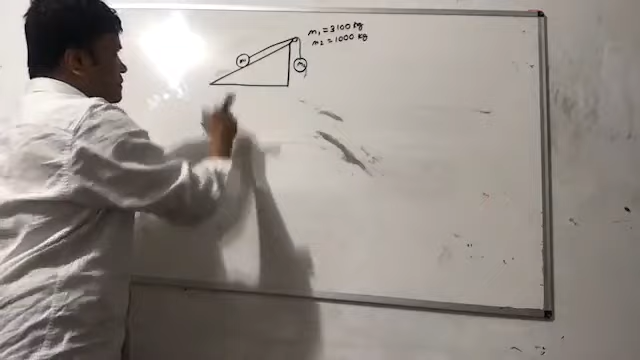 m₁ = 3100 kg
m₂ = 1000 kg